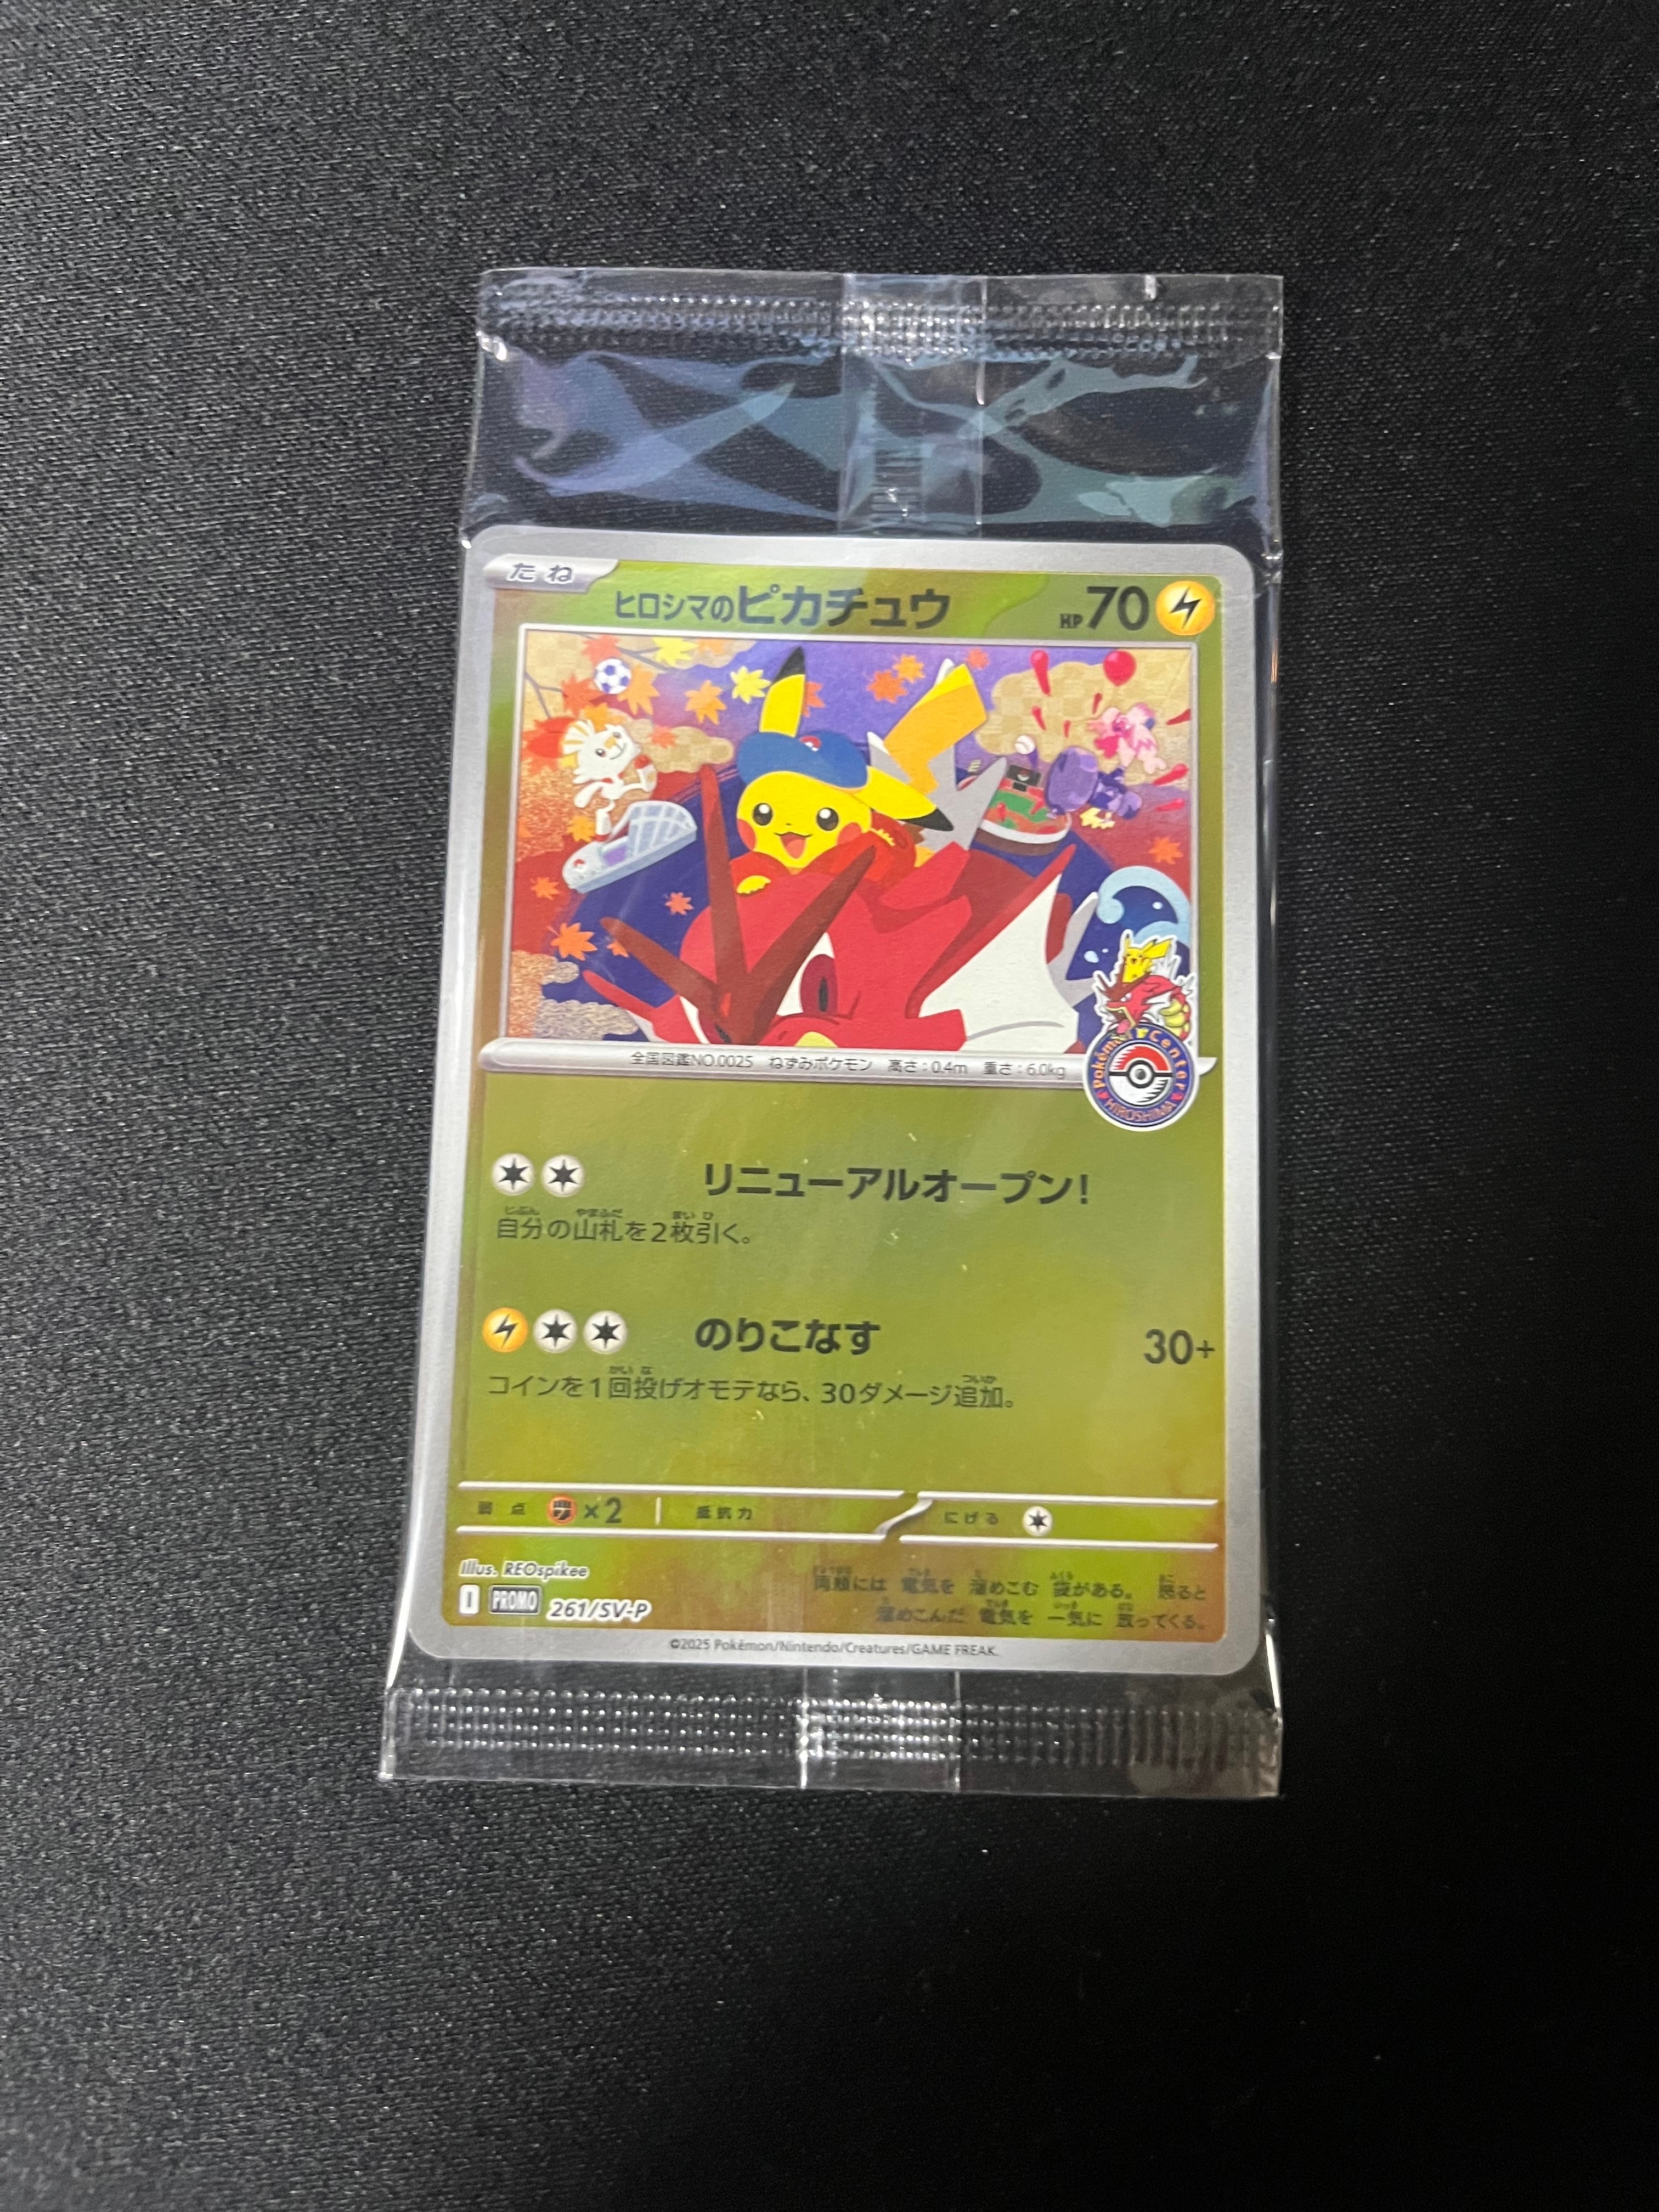 たね
ヒロシマのピカチュウ HP70
全国図鑑NO.0025 ねずみポケモン 高さ:0.4m 重さ:6.0kg
Pokémon Center
HIROSHIMA
リニューアルオープン!
自分の山札を2枚引く。
のりこなす 30+
コインを1回投げオモテなら、30ダメージ追加。
弱点 ×2 抵抗力 にげる
Illus. REOspikee
両頬には 電気を 溜めこむ 袋がある。 怒ると
溜めこんだ 電気を 一気に 放ってくる。
I PROMO 261/SV-P
©2025 Pokémon/Nintendo/Creatures/GAME FREAK.